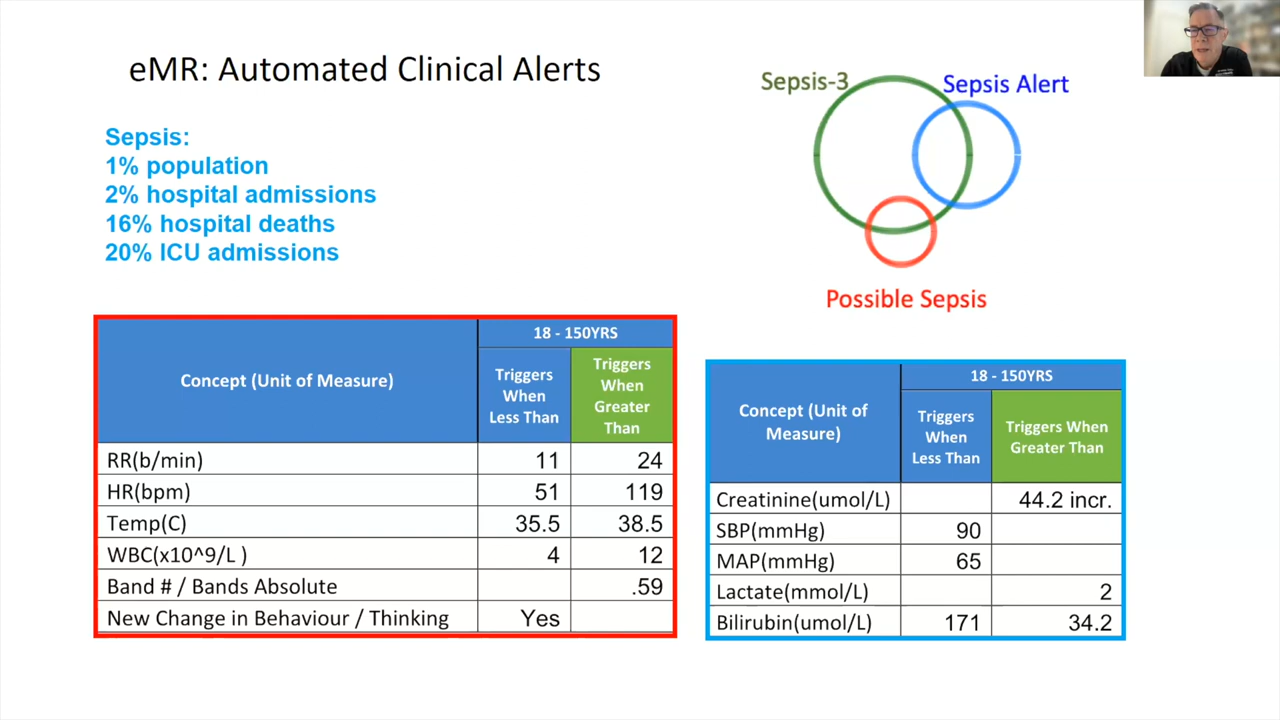 eMR: Automated Clinical Alerts
Sepsis:
1% population
2% hospital admissions
16% hospital deaths
20% ICU admissions
Sepsis-3
Sepsis Alert
Possible Sepsis
Concept (Unit of Measure)
18 - 150YRS
Triggers
When
Less Than
Triggers
When
Greater
Than
RR(b/min) 11 24
HR(bpm) 51 119
Temp(C) 35.5 38.5
WBC(x10^9/L ) 4 12
Band # / Bands Absolute .59
New Change in Behaviour / Thinking Yes
Concept (Unit of
Measure)
18 - 150YRS
Triggers
When
Less Than
Triggers When
Greater Than
Creatinine(umol/L) 44.2 incr.
SBP(mmHg) 90
MAP(mmHg) 65
Lactate(mmol/L) 2
Bilirubin(umol/L) 171 34.2